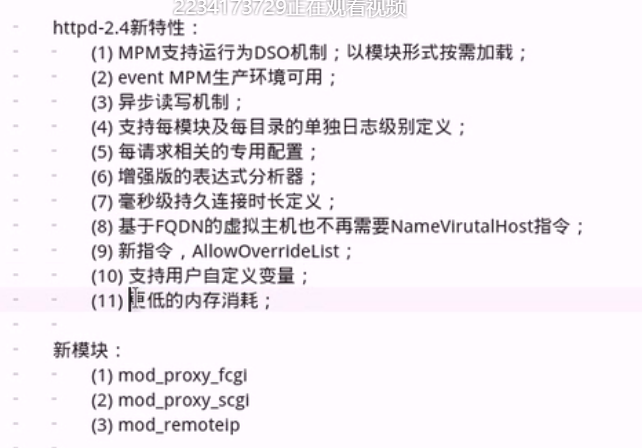 2234173729正在观看视频
httpd-2.4新特性：
(1) MPM支持运行为DSO机制；以模块形式按需加载；
(2) event MPM生产环境可用；
(3) 异步读写机制；
(4) 支持每模块及每目录的单独日志级别定义；
(5) 每请求相关的专用配置；
(6) 增强版的表达式分析器；
(7) 毫秒级持久连接时长定义；
(8) 基于FQDN的虚拟主机也不再需要NameVirutalHost指令；
(9) 新指令，AllowOverrideList；
(10) 支持用户自定义变量；
(11) 更低的内存消耗；
新模块：
(1) mod_proxy_fcgi
(2) mod_proxy_scgi
(3) mod_remoteip